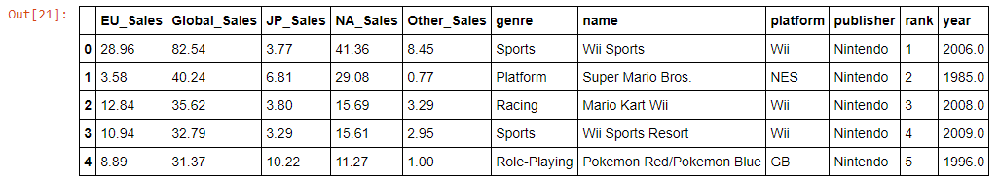 Out[21]:
EU_Sales Global_Sales JP_Sales NA_Sales Other_Sales genre name platform publisher rank year
0 28.96 82.54 3.77 41.36 8.45 Sports Wii Sports Wii Nintendo 1 2006.0
1 3.58 40.24 6.81 29.08 0.77 Platform Super Mario Bros. NES Nintendo 2 1985.0
2 12.84 35.62 3.80 15.69 3.29 Racing Mario Kart Wii Wii Nintendo 3 2008.0
3 10.94 32.79 3.29 15.61 2.95 Sports Wii Sports Resort Wii Nintendo 4 2009.0
4 8.89 31.37 10.22 11.27 1.00 Role-Playing Pokemon Red/Pokemon Blue GB Nintendo 5 1996.0